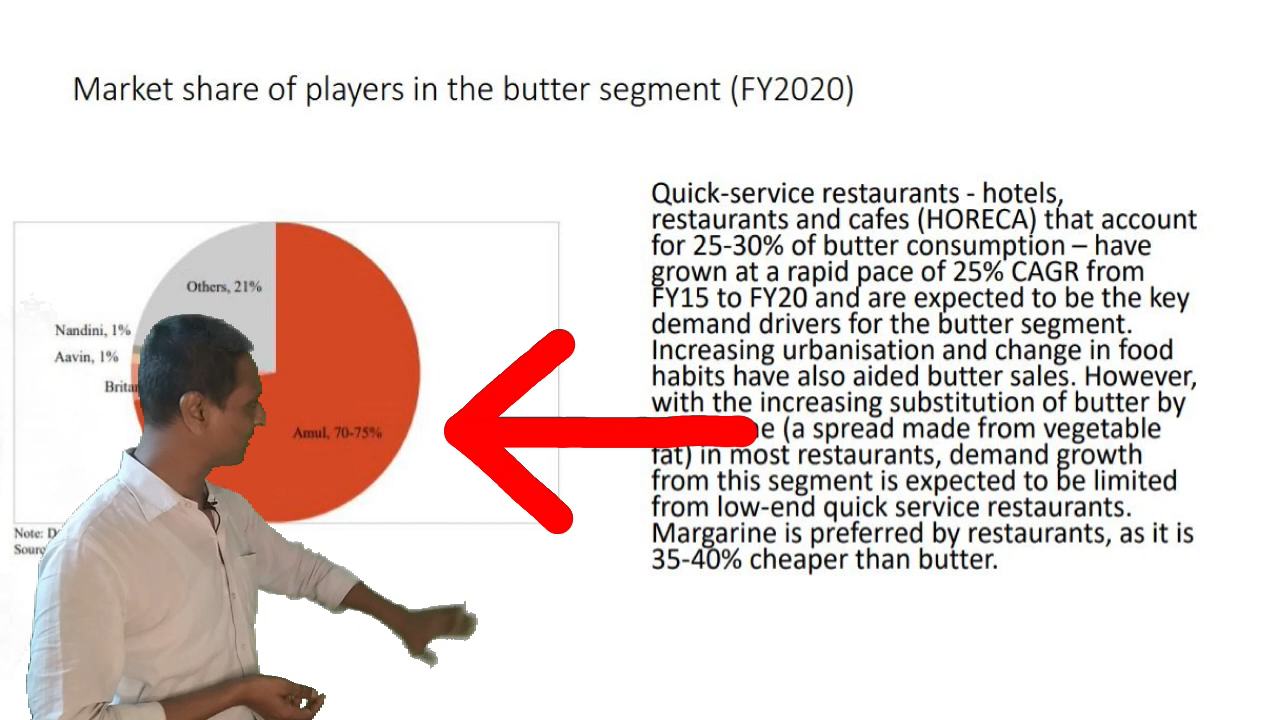 Market share of players in the butter segment (FY2020)
Others, 21%
Nandini, 1%
Aavin, 1%
Amul, 70-75%
Note:
Quick-service restaurants - hotels,
restaurants and cafes (HORECA) that account
for 25-30% of butter consumption – have
grown at a rapid pace of 25% CAGR from
FY15 to FY20 and are expected to be the key
demand drivers for the butter segment.
Increasing urbanisation and change in food
habits have also aided butter sales. However,
with the increasing substitution of butter by
(a spread made from vegetable
fat) in most restaurants, demand growth
from this segment is expected to be limited
from low-end quick service restaurants.
Margarine is preferred by restaurants, as it is
35-40% cheaper than butter.